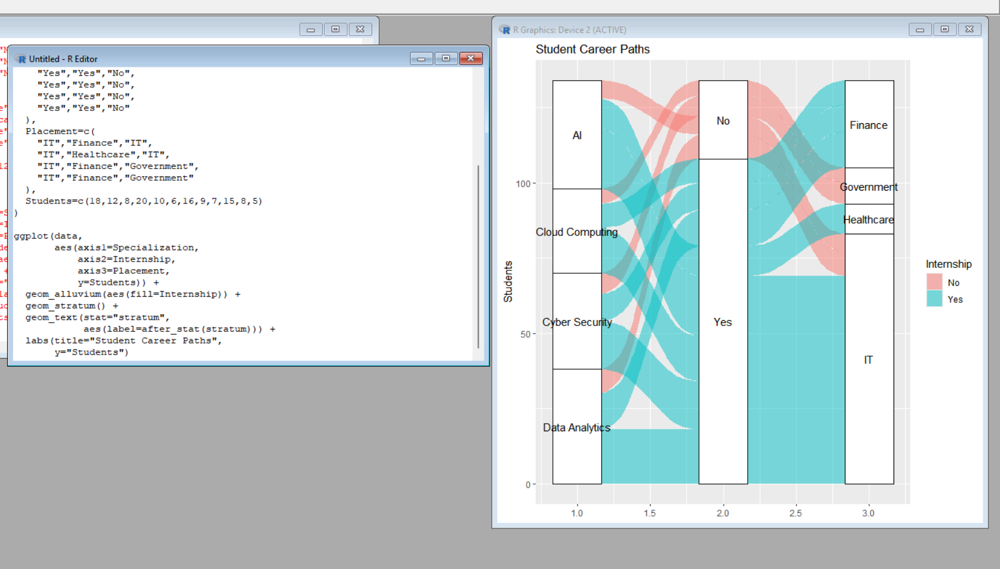 Untitled - R Editor
"Yes","Yes","No",
"Yes","Yes","No",
"Yes","Yes","No",
"Yes","Yes","No"
),
Placement=c(
"IT","Finance","IT",
"IT","Healthcare","IT",
"IT","Finance","Government",
"IT","Finance","Government"
),
Students=c(18,12,8,20,10,6,16,9,7,15,8,5)
)
ggplot(data,
aes(axis1=Specialization,
axis2=Internship,
axis3=Placement,
y=Students)) +
geom_alluvium(aes(fill=Internship)) +
geom_stratum() +
geom_text(stat="stratum",
aes(label=after_stat(stratum))) +
labs(title="Student Career Paths",
y="Students")
R Graphics: Device 2 (ACTIVE)
Student Career Paths
Students
100
50
0
AI
Cloud Computing
Cyber Security
Data Analytics
No
Yes
Finance
Government
Healthcare
IT
1.0
1.5
2.0
2.5
3.0
Internship
No
Yes